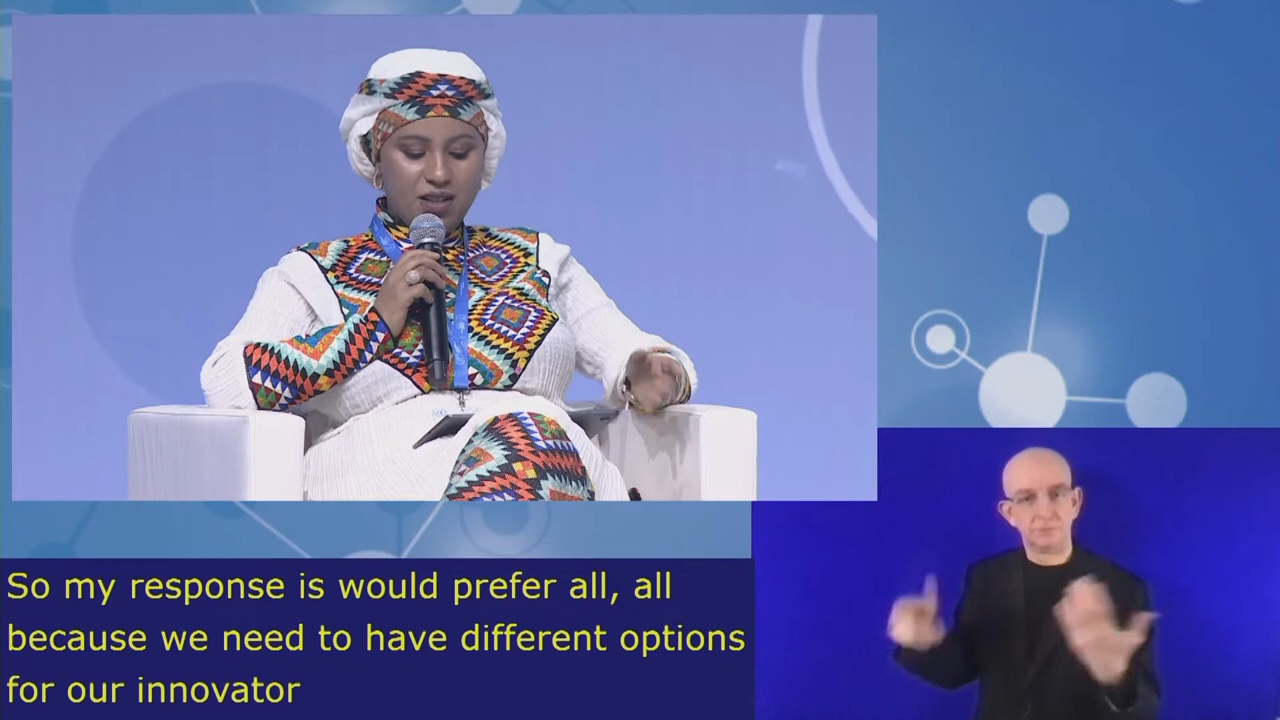 So my response is would prefer all, all
because we need to have different options
for our innovator